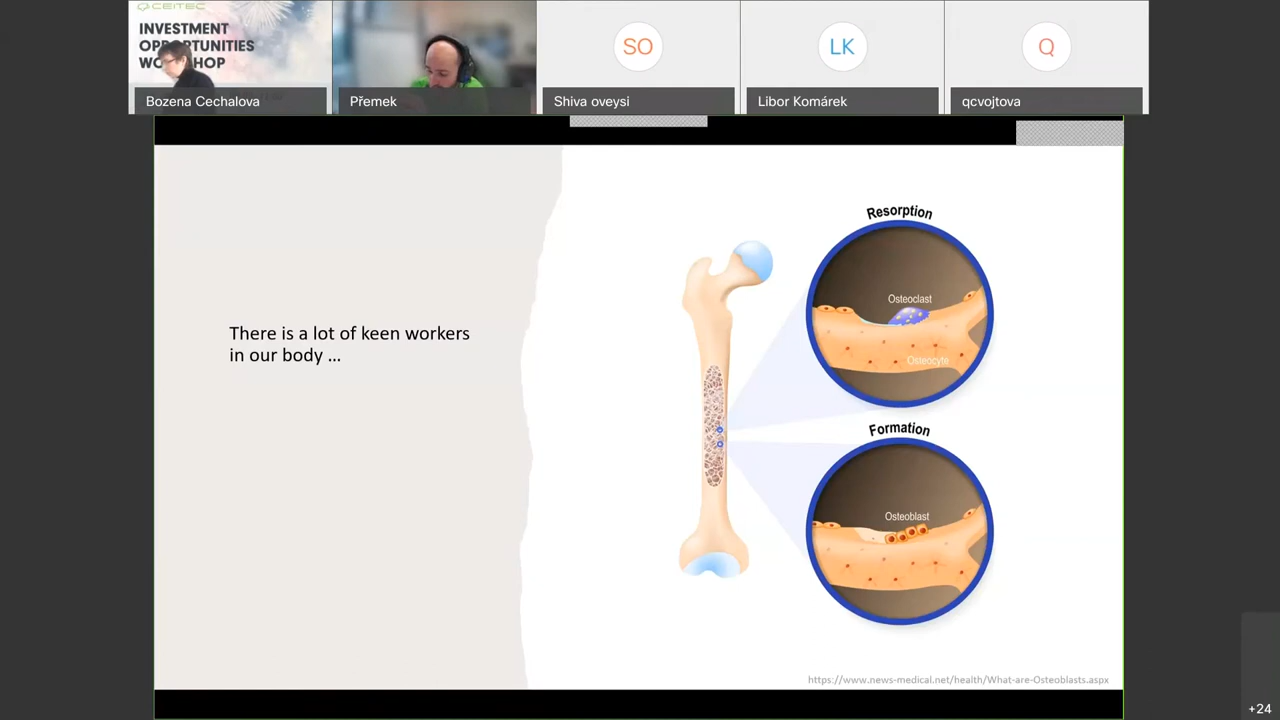 CEITEC
INVESTMENT
OPPORTUNITIES
WORKSHOP
Bozena Cechalova
Přemek
SO
Shiva oveysi
LK
Libor Komárek
Q
qcvojtova
There is a lot of keen workers
in our body ...
Resorption
Osteoclast
Osteocyte
Formation
Osteoblast
https://www.news-medical.net/health/What-are-Osteoblasts.aspx
+24